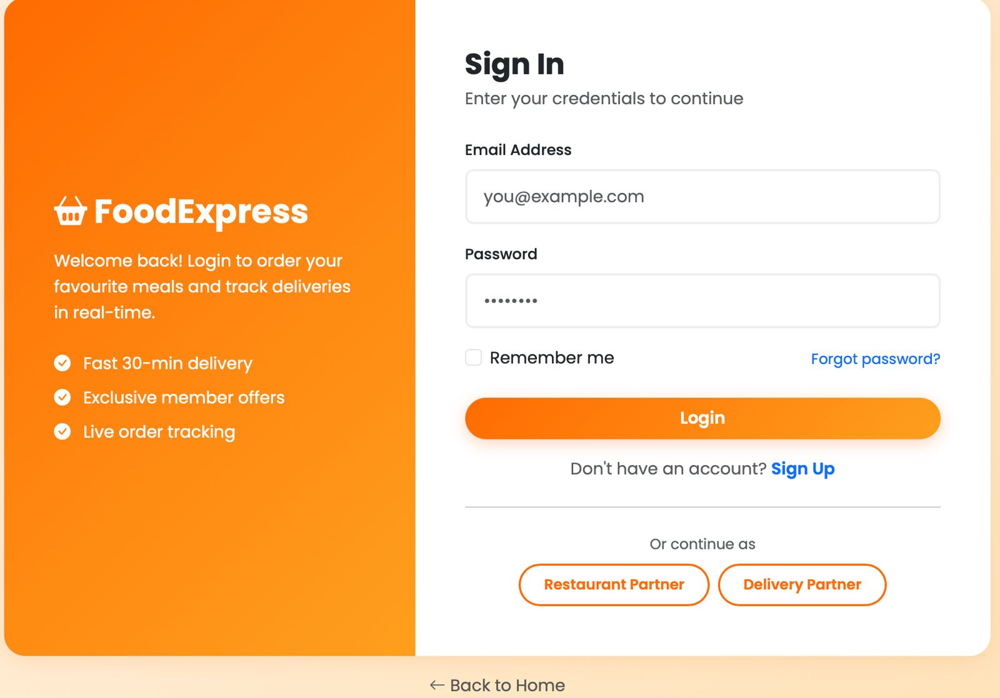 FoodExpress
Welcome back! Login to order your
favourite meals and track deliveries
in real-time.
Fast 30-min delivery
Exclusive member offers
Live order tracking
Sign In
Enter your credentials to continue
Email Address
you@example.com
Password
••••••••
Remember me
Forgot password?
Login
Don't have an account? Sign Up
Or continue as
Restaurant Partner
Delivery Partner
← Back to Home